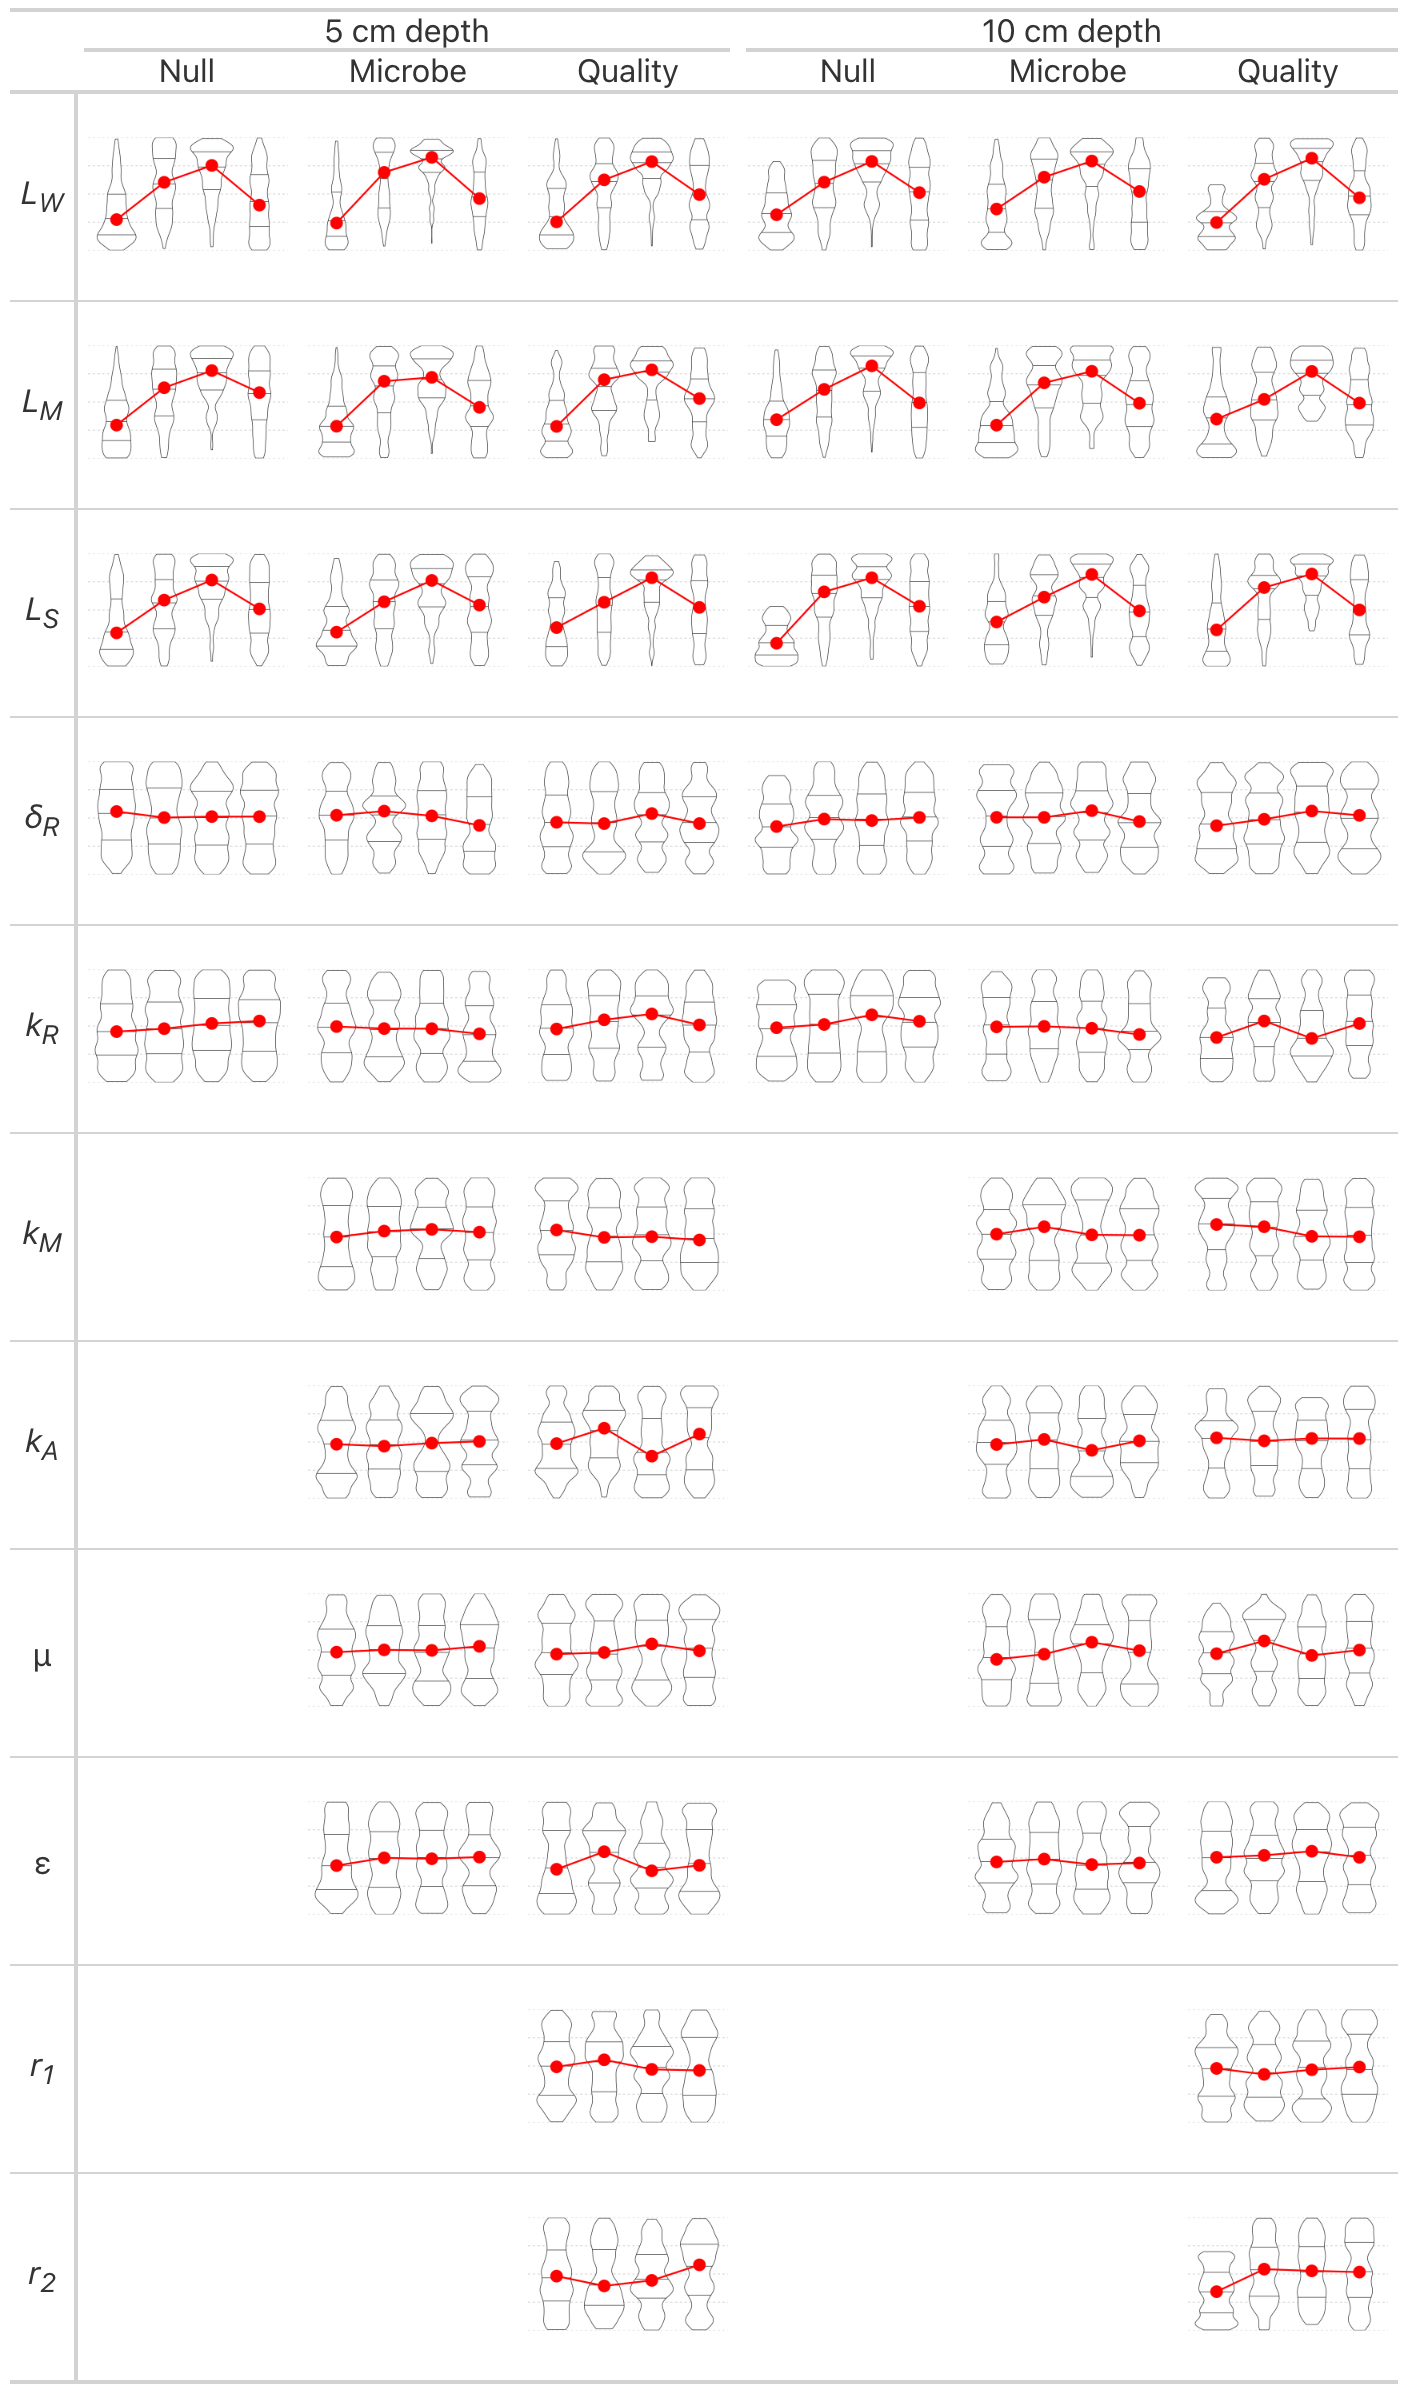 5 cm depth 10 cm depth
Null Microbe Quality Null Microbe Quality
L_W
L_M
L_S
δ_R
k_R
k_M
k_A
μ
ε
r_1
r_2